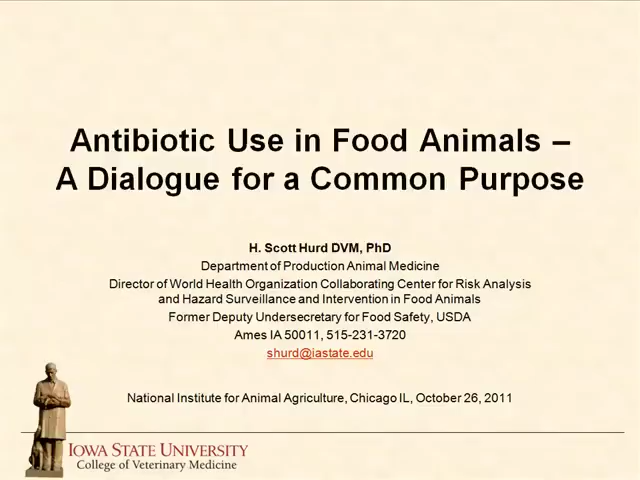 Antibiotic Use in Food Animals –
A Dialogue for a Common Purpose
H. Scott Hurd DVM, PhD
Department of Production Animal Medicine
Director of World Health Organization Collaborating Center for Risk Analysis
and Hazard Surveillance and Intervention in Food Animals
Former Deputy Undersecretary for Food Safety, USDA
Ames IA 50011, 515-231-3720
shurd@iastate.edu
National Institute for Animal Agriculture, Chicago IL, October 26, 2011
IOWA STATE UNIVERSITY
College of Veterinary Medicine